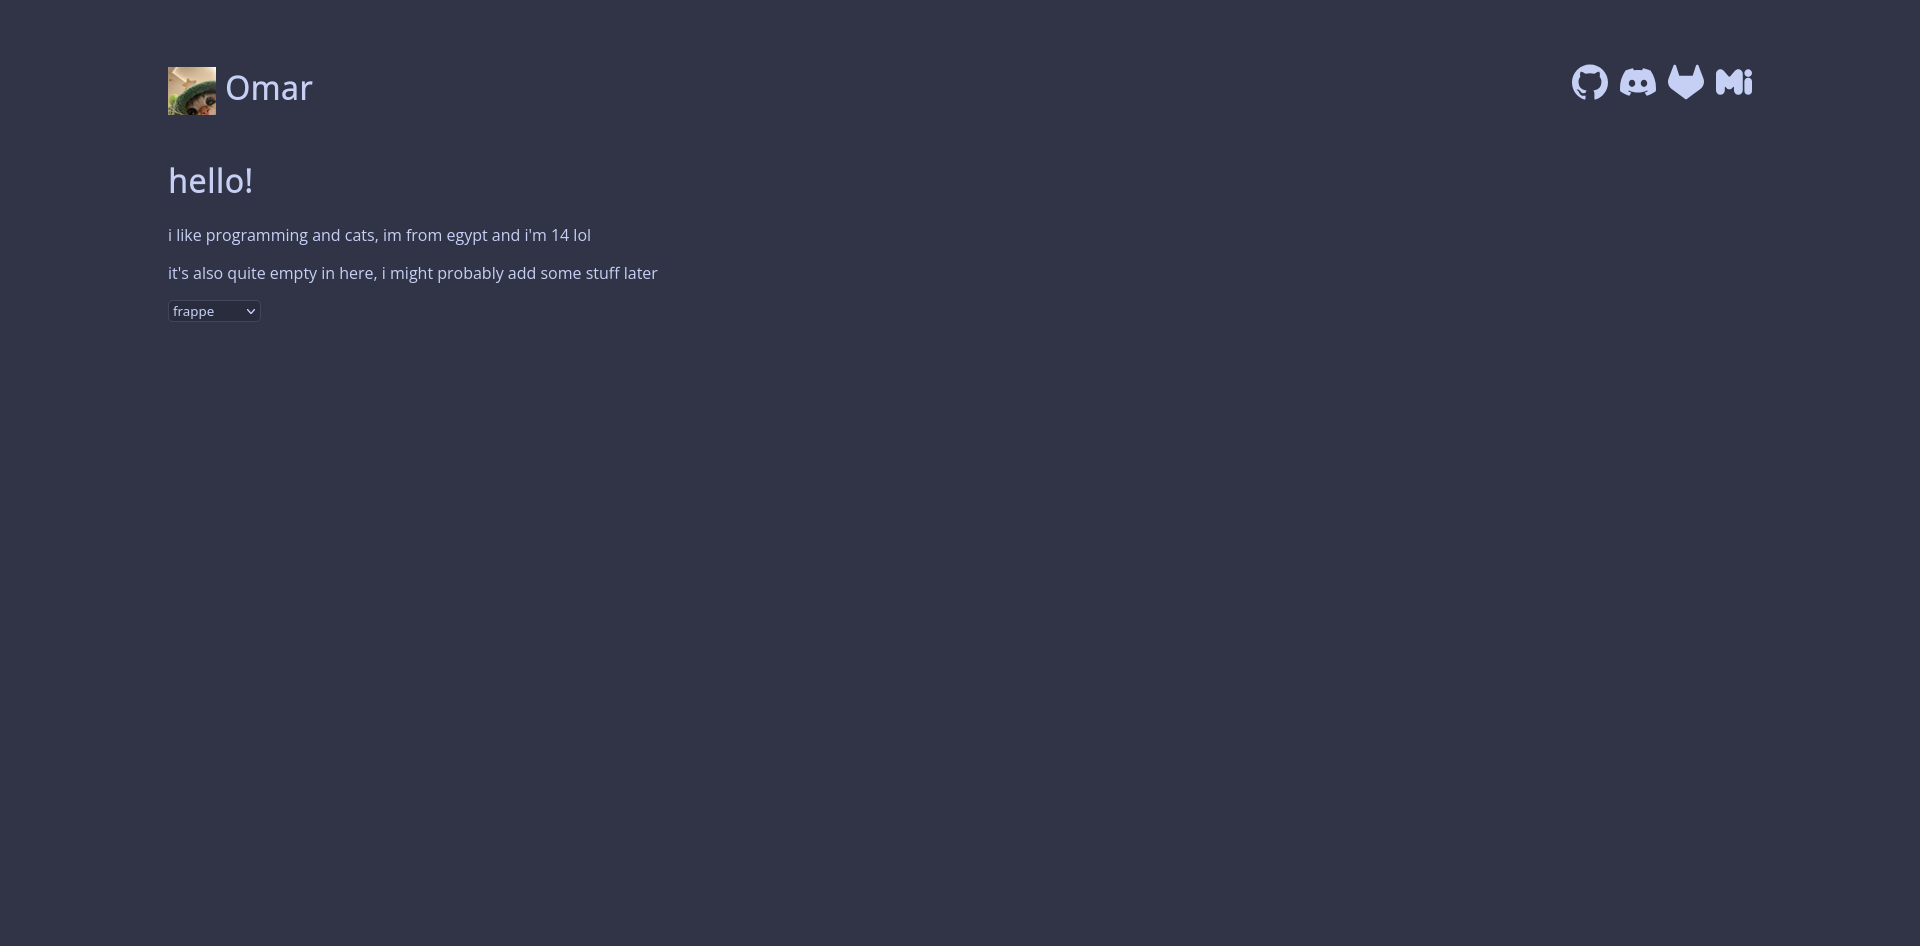 Omar
hello!
i like programming and cats, im from egypt and i'm 14 lol
it's also quite empty in here, i might probably add some stuff later
frappe